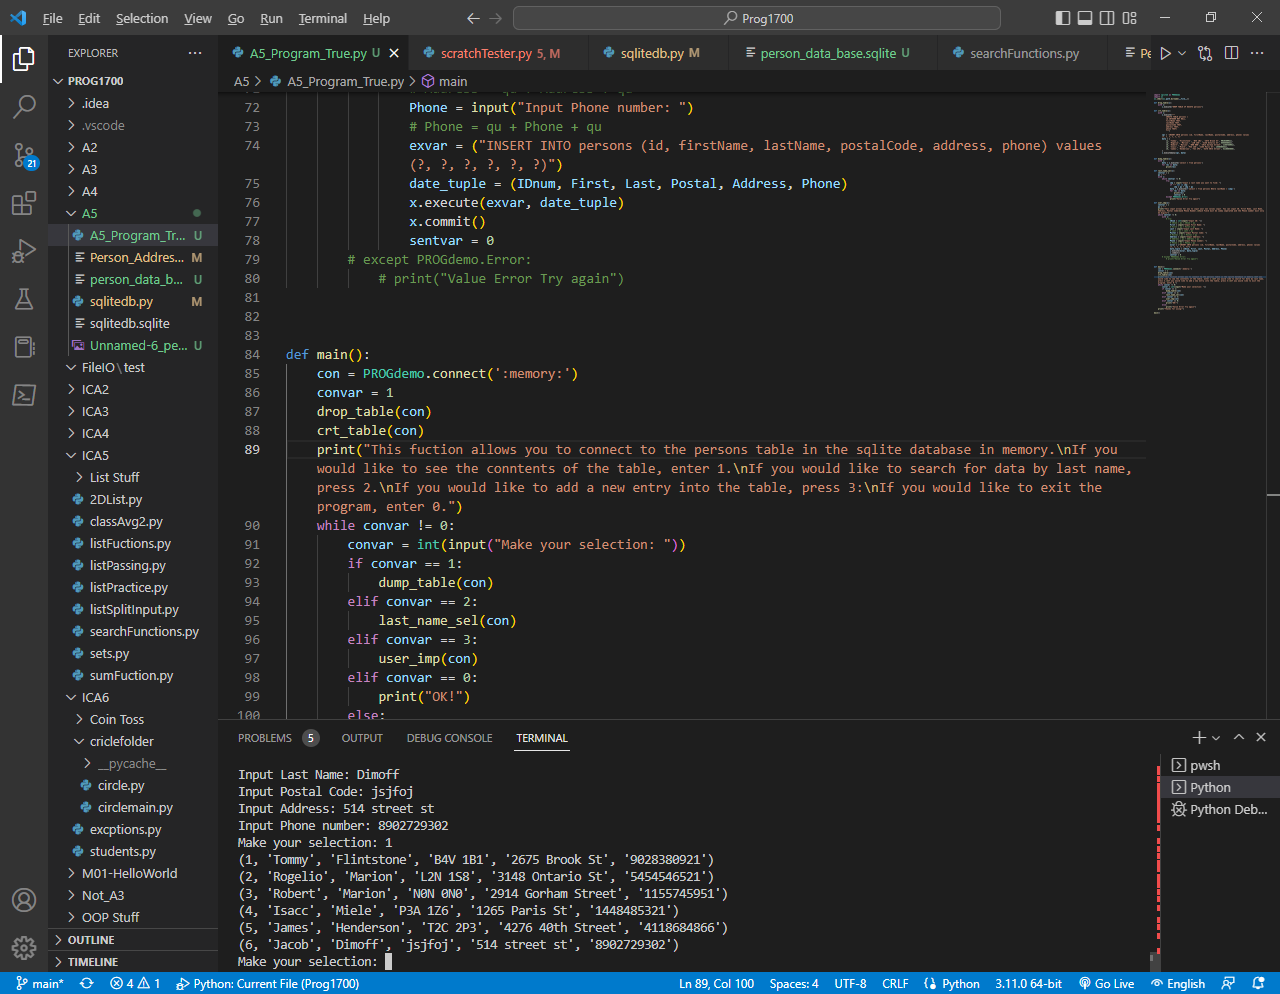 File Edit Selection View Go Run Terminal Help Prog1700
EXPLORER A5_Program_True.py U scratchTester.py 5, M sqlitedb.py M person_data_base.sqlite U searchFunctions.py Pe
A5 > A5_Program_True.py > main
PROG1700
.idea
.vscode
A2
A3
A4
A5
A5_Program_Tr... U
Person_Addres... M
person_data_b... U
sqlitedb.py M
sqlitedb.sqlite
Unnamed-6_pe... U
FileIO\test
ICA2
ICA3
ICA4
ICA5
List Stuff
2DList.py
classAvg2.py
listFuctions.py
listPassing.py
listPractice.py
listSplitInput.py
searchFunctions.py
sets.py
sumFuction.py
ICA6
Coin Toss
criclefolder
__pycache__
circle.py
circlemain.py
excptions.py
students.py
M01-HelloWorld
Not_A3
OOP Stuff
OUTLINE
TIMELINE
21
72 Phone = input("Input Phone number: ")
73 # Phone = qu + Phone + qu
74 exvar = ("INSERT INTO persons (id, firstName, lastName, postalCode, address, phone) values
(?, ?, ?, ?, ?, ?)")
75 date_tuple = (IDnum, First, Last, Postal, Address, Phone)
76 x.execute(exvar, date_tuple)
77 x.commit()
78 sentvar = 0
79 # except PROGdemo.Error:
80 # print("Value Error Try again")
81
82
83
84 def main():
85 con = PROGdemo.connect(':memory:')
86 convar = 1
87 drop_table(con)
88 crt_table(con)
89 print("This fuction allows you to connect to the persons table in the sqlite database in memory.\nIf you
would like to see the conntents of the table, enter 1.\nIf you would like to search for data by last name,
press 2.\nIf you would like to add a new entry into the table, press 3:\nIf you would like to exit the
program, enter 0.")
90 while convar != 0:
91 convar = int(input("Make your selection: "))
92 if convar == 1:
93 dump_table(con)
94 elif convar == 2:
95 last_name_sel(con)
96 elif convar == 3:
97 user_imp(con)
98 elif convar == 0:
99 print("OK!")
100 else:
PROBLEMS 5 OUTPUT DEBUG CONSOLE TERMINAL
Input Last Name: Dimoff
Input Postal Code: jsjfoj
Input Address: 514 street st
Input Phone number: 8902729302
Make your selection: 1
(1, 'Tommy', 'Flintstone', 'B4V 1B1', '2675 Brook St', '9028380921')
(2, 'Rogelio', 'Marion', 'L2N 1S8', '3148 Ontario St', '5454546521')
(3, 'Robert', 'Marion', 'N0N 0N0', '2914 Gorham Street', '1155745951')
(4, 'Isacc', 'Miele', 'P3A 1Z6', '1265 Paris St', '1448485321')
(5, 'James', 'Henderson', 'T2C 2P3', '4276 40th Street', '4118684866')
(6, 'Jacob', 'Dimoff', 'jsjfoj', '514 street st', '8902729302')
Make your selection:
pwsh
Python
Python Deb...
main* 4 1 Python: Current File (Prog1700) Ln 89, Col 100 Spaces: 4 UTF-8 CRLF Python 3.11.0 64-bit Go Live English